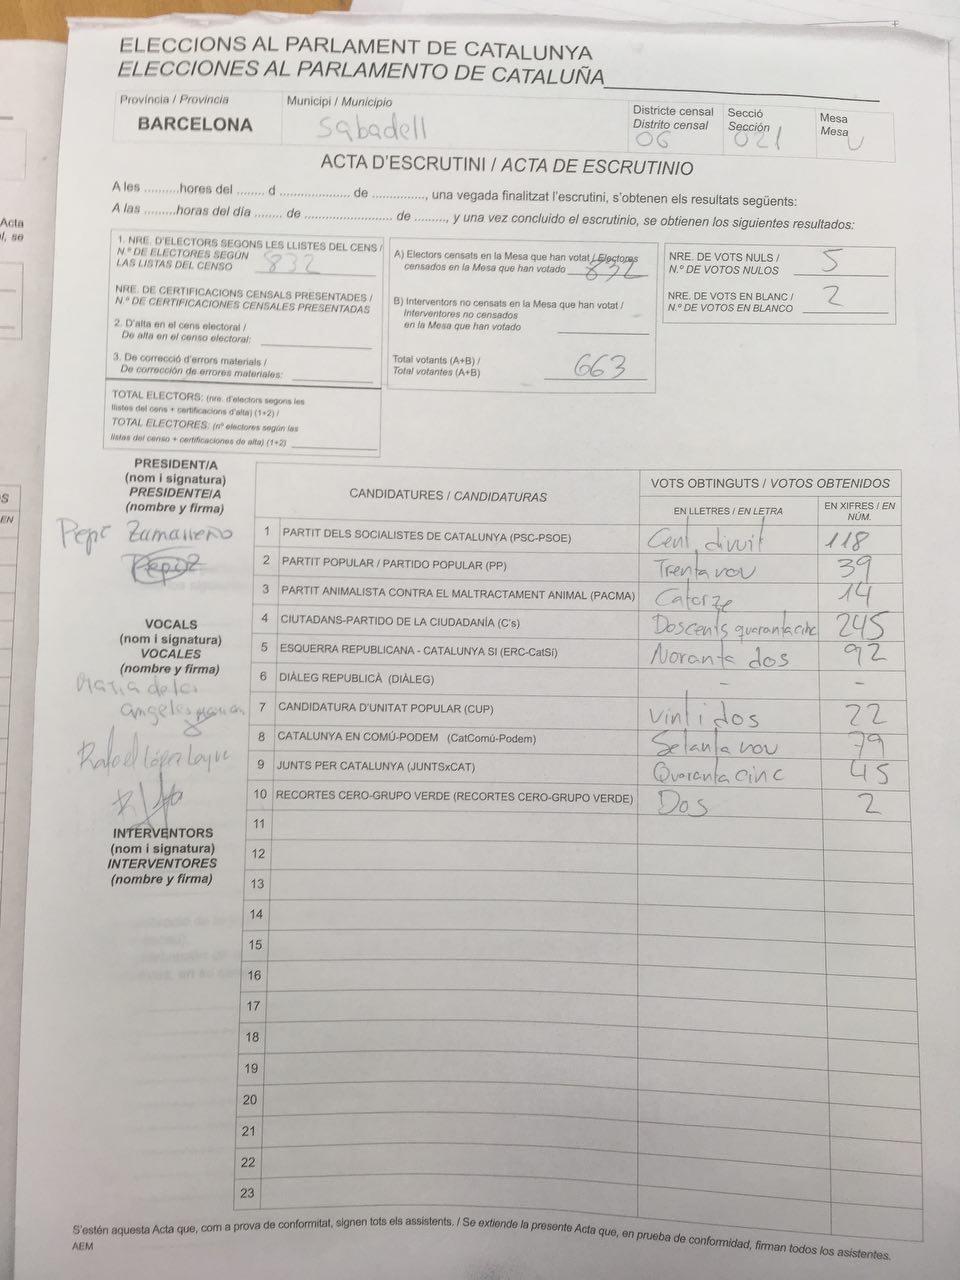 ELECCIONS AL PARLAMENT DE CATALUNYA
ELECCIONES AL PARLAMENTO DE CATALUÑA
Província / Provincia
BARCELONA
Municipi / Municipio
Sabadell
Districte censal
Distrito censal
06
Secció
Sección
021
Mesa
Mesa
U
ACTA D'ESCRUTINI / ACTA DE ESCRUTINIO
A les ..........hores del ........ d .................... de ..............., una vegada finalitzat l'escrutini, s'obtenen els resultats següents:
A las .........horas del día ........ de ......................... de ........., y una vez concluido el escrutinio, se obtienen los siguientes resultados:
1. NRE. D'ELECTORS SEGONS LES LLISTES DEL CENS /
N.º DE ELECTORES SEGÚN
LAS LISTAS DEL CENSO 832
NRE. DE CERTIFICACIONS CENSALS PRESENTADES /
N.º DE CERTIFICACIONES CENSALES PRESENTADAS
2. D'alta en el cens electoral /
De alta en el censo electoral:
3. De correcció d'errors materials /
De corrección de errores materiales:
TOTAL ELECTORS: (nre. d'electors segons les
llistes del cens + certificacions d'alta) (1+2) /
TOTAL ELECTORES: (nº electores según las
listas del censo + certificaciones de alta) (1+2)
A) Electors censats en la Mesa que han votat / Electores
censados en la Mesa que han votado 832
B) Interventors no censats en la Mesa que han votat /
Interventores no censados
en la Mesa que han votado
Total votants (A+B) /
Total votantes (A+B) 663
NRE. DE VOTS NULS /
N.º DE VOTOS NULOS 5
NRE. DE VOTS EN BLANC /
N.º DE VOTOS EN BLANCO 2
PRESIDENT/A
(nom i signatura)
PRESIDENTE/A
(nombre y firma)
Pepe Zamarreño
VOCALS
(nom i signatura)
VOCALES
(nombre y firma)
Maria de los
angeles
Rafael López
INTERVENTORS
(nom i signatura)
INTERVENTORES
(nombre y firma)
CANDIDATURES / CANDIDATURAS
VOTS OBTINGUTS / VOTOS OBTENIDOS
EN LLETRES / EN LETRA
EN XIFRES / EN
NÚM.
1 PARTIT DELS SOCIALISTES DE CATALUNYA (PSC-PSOE) Cent divuit 118
2 PARTIT POPULAR / PARTIDO POPULAR (PP) Trenta nou 39
3 PARTIT ANIMALISTA CONTRA EL MALTRACTAMENT ANIMAL (PACMA) Catorze 14
4 CIUTADANS-PARTIDO DE LA CIUDADANÍA (C's) Doscents quaranta cinc 245
5 ESQUERRA REPUBLICANA - CATALUNYA SI (ERC-CatSí) Noranta dos 92
6 DIÀLEG REPUBLICÀ (DIÀLEG) - -
7 CANDIDATURA D'UNITAT POPULAR (CUP) Vint i dos 22
8 CATALUNYA EN COMÚ-PODEM (CatComú-Podem) Setanta nou 79
9 JUNTS PER CATALUNYA (JUNTSxCAT) Quaranta cinc 45
10 RECORTES CERO-GRUPO VERDE (RECORTES CERO-GRUPO VERDE) Dos 2
11
12
13
14
15
16
17
18
19
20
21
22
23
S'estén aquesta Acta que, com a prova de conformitat, signen tots els assistents. / Se extiende la presente Acta que, en prueba de conformidad, firman todos los asistentes.
AEM